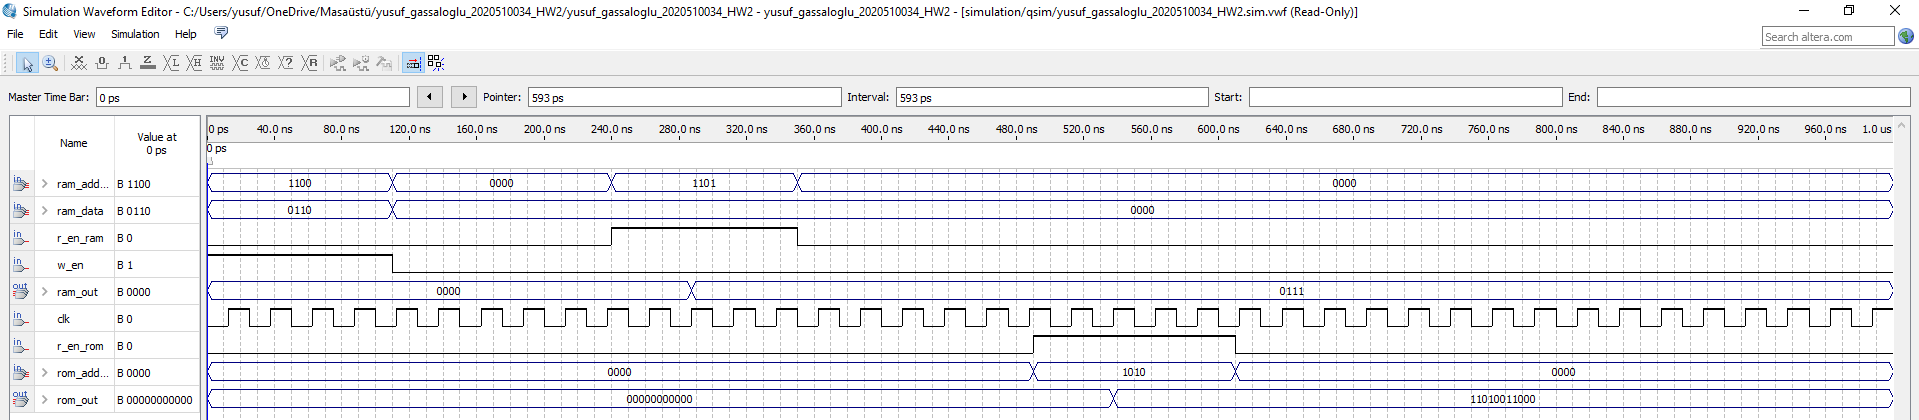 Simulation Waveform Editor - C:/Users/yusuf/OneDrive/Masaüstü/yusuf_gassaloglu_2020510034_HW2/yusuf_gassaloglu_2020510034_HW2 - yusuf_gassaloglu_2020510034_HW2 - [simulation/qsim/yusuf_gassaloglu_2020510034_HW2.sim.vwf (Read-Only)]
File Edit View Simulation Help
Search altera.com
Master Time Bar: 0 ps Pointer: 593 ps Interval: 593 ps Start: End:
Name Value at 0 ps
0 ps 40.0 ns 80.0 ns 120.0 ns 160.0 ns 200.0 ns 240.0 ns 280.0 ns 320.0 ns 360.0 ns 400.0 ns 440.0 ns 480.0 ns 520.0 ns 560.0 ns 600.0 ns 640.0 ns 680.0 ns 720.0 ns 760.0 ns 800.0 ns 840.0 ns 880.0 ns 920.0 ns 960.0 ns 1.0 us
0 ps
in ram_add... B 1100 1100 0000 1101 0000
in ram_data B 0110 0110 0000
in r_en_ram B 0
in w_en B 1
out ram_out B 0000 0000 0111
in clk B 0
in r_en_rom B 0
in rom_add... B 0000 0000 1010 0000
out rom_out B 00000000000 00000000000 11010011000